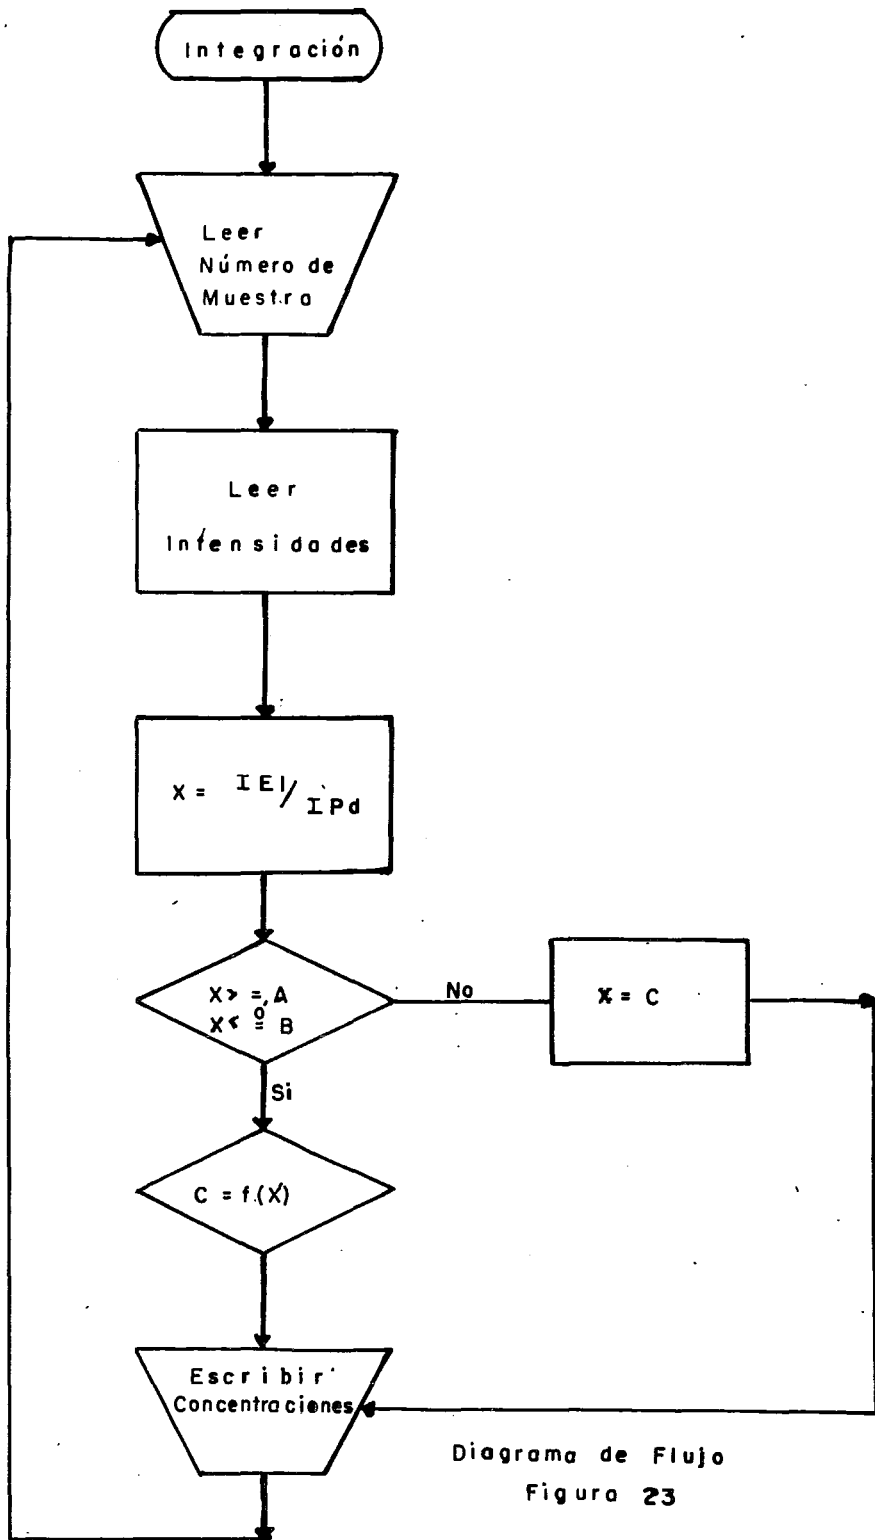 Integración
Leer
Número de
Muestra
Leer
Intensidades
X = IEl/IPd
X > =, A
o
X < = B
No
X = C
Si
C = f.(X)
Escribir
Concentraciones
Diagrama de Flujo
Figura 23